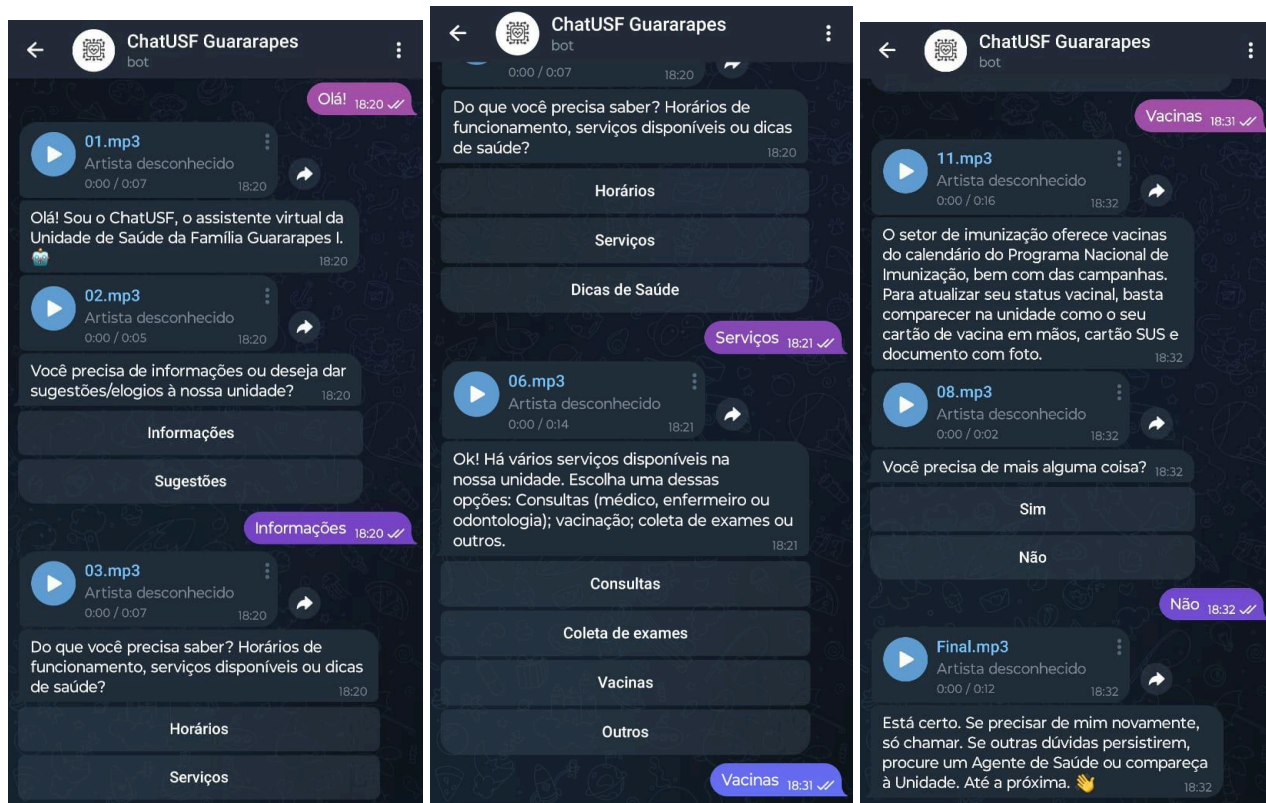 ChatUSF Guararapes
bot
Olá! 18:20
01.mp3
Artista desconhecido
0:00 / 0:07 18:20
Olá! Sou o ChatUSF, o assistente virtual da
Unidade de Saúde da Família Guararapes I.
🤖 18:20
02.mp3
Artista desconhecido
0:00 / 0:05 18:20
Você precisa de informações ou deseja dar
sugestões/elogios à nossa unidade? 18:20
Informações
Sugestões
Informações 18:20
03.mp3
Artista desconhecido
0:00 / 0:07 18:20
Do que você precisa saber? Horários de
funcionamento, serviços disponíveis ou dicas
de saúde? 18:20
Horários
Serviços
ChatUSF Guararapes
bot
0:00 / 0:07 18:20
Do que você precisa saber? Horários de
funcionamento, serviços disponíveis ou dicas
de saúde? 18:20
Horários
Serviços
Dicas de Saúde
Serviços 18:21
06.mp3
Artista desconhecido
0:00 / 0:14 18:21
Ok! Há vários serviços disponíveis na
nossa unidade. Escolha uma dessas
opções: Consultas (médico, enfermeiro ou
odontologia); vacinação; coleta de exames ou
outros. 18:21
Consultas
Coleta de exames
Vacinas
Outros
Vacinas 18:31
ChatUSF Guararapes
bot
Vacinas 18:31
11.mp3
Artista desconhecido
0:00 / 0:16 18:32
O setor de imunização oferece vacinas
do calendário do Programa Nacional de
Imunização, bem com das campanhas.
Para atualizar seu status vacinal, basta
comparecer na unidade como o seu
cartão de vacina em mãos, cartão SUS e
documento com foto. 18:32
08.mp3
Artista desconhecido
0:00 / 0:02 18:32
Você precisa de mais alguma coisa? 18:32
Sim
Não
Não 18:32
Final.mp3
Artista desconhecido
0:00 / 0:12 18:32
Está certo. Se precisar de mim novamente,
só chamar. Se outras dúvidas persistirem,
procure um Agente de Saúde ou compareça
à Unidade. Até a próxima. 👋 18:32